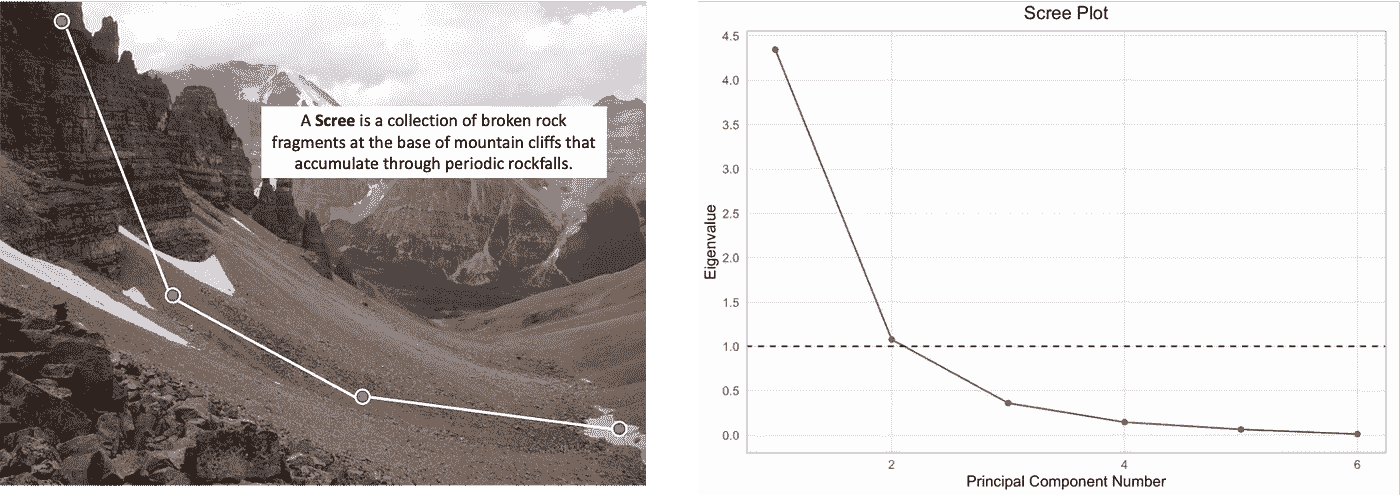 A Scree is a collection of broken rock
fragments at the base of mountain cliffs that
accumulate through periodic rockfalls.
Scree Plot
4.5
4.0
3.5
3.0
2.5
2.0
1.5
1.0
0.5
0.0
Eigenvalue
2 4 6
Principal Component Number